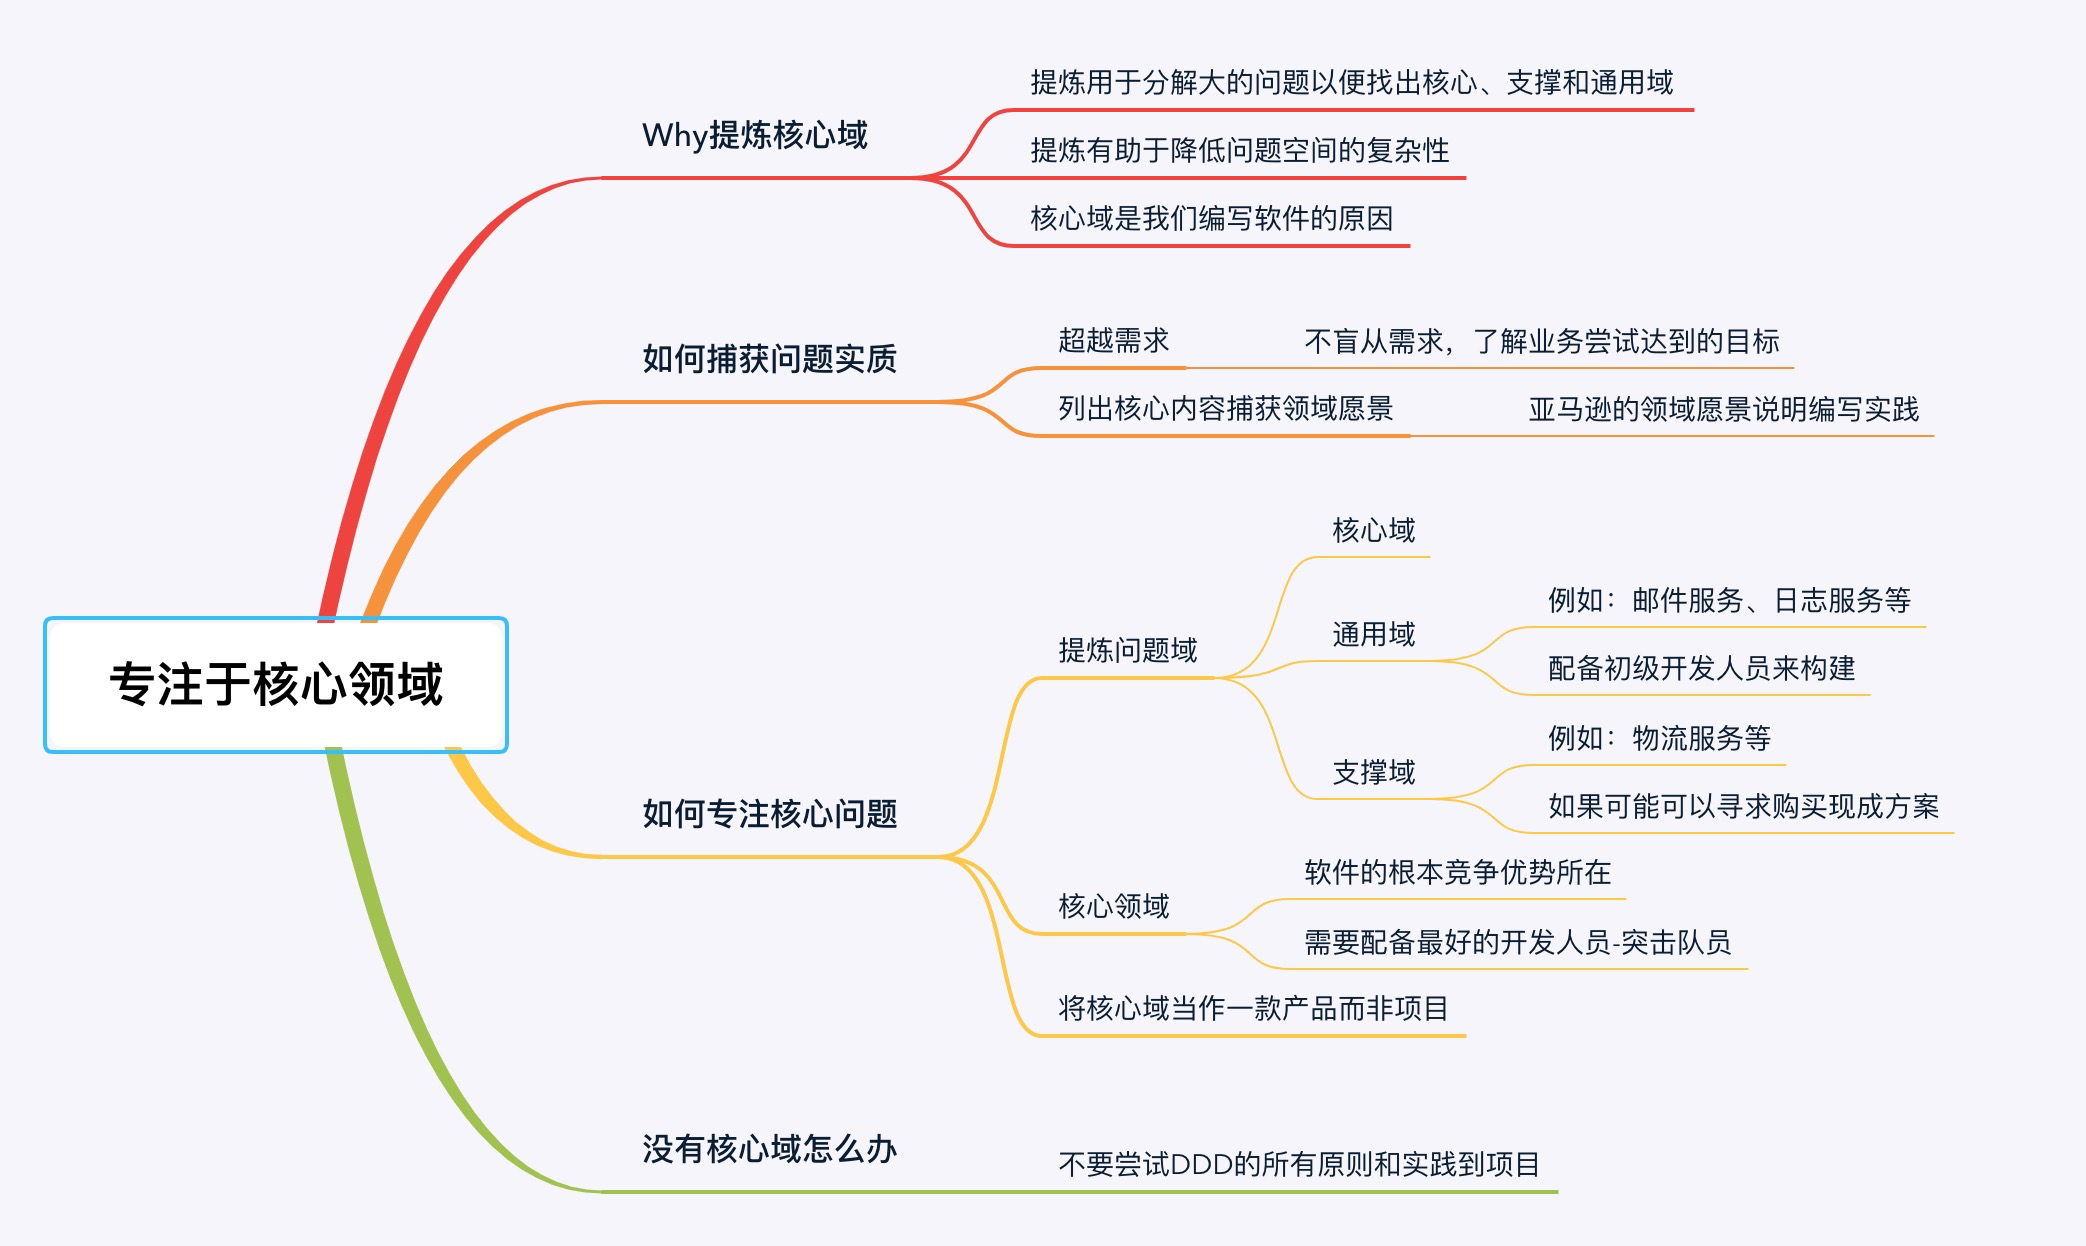 专注于核心领域
Why提炼核心域
提炼用于分解大的问题以便找出核心、支撑和通用域
提炼有助于降低问题空间的复杂性
核心域是我们编写软件的原因
如何捕获问题实质
超越需求
不盲从需求，了解业务尝试达到的目标
列出核心内容捕获领域愿景
亚马逊的领域愿景说明编写实践
如何专注核心问题
提炼问题域
核心域
通用域
例如：邮件服务、日志服务等
配备初级开发人员来构建
支撑域
例如：物流服务等
如果可能可以寻求购买现成方案
核心领域
软件的根本竞争优势所在
需要配备最好的开发人员-突击队员
将核心域当作一款产品而非项目
没有核心域怎么办
不要尝试DDD的所有原则和实践到项目